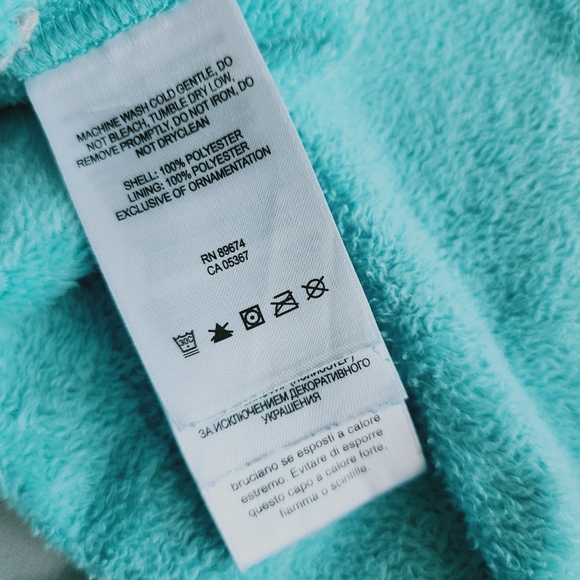 MACHINE WASH COLD GENTLE, DO
NOT BLEACH, TUMBLE DRY LOW,
REMOVE PROMPTLY, DO NOT IRON, DO
NOT DRYCLEAN
SHELL: 100% POLYESTER
LINING: 100% POLYESTER
EXCLUSIVE OF ORNAMENTATION
RN 89674
CA 05367
30C
ЗА ИСКЛЮЧЕНИЕМ ДЕКОРАТИВНОГО
УКРАШЕНИЯ
bruciano se esposti a calore
estremo. Evitare di esporre
questo capo a calore forte,
fiamma o scintille.